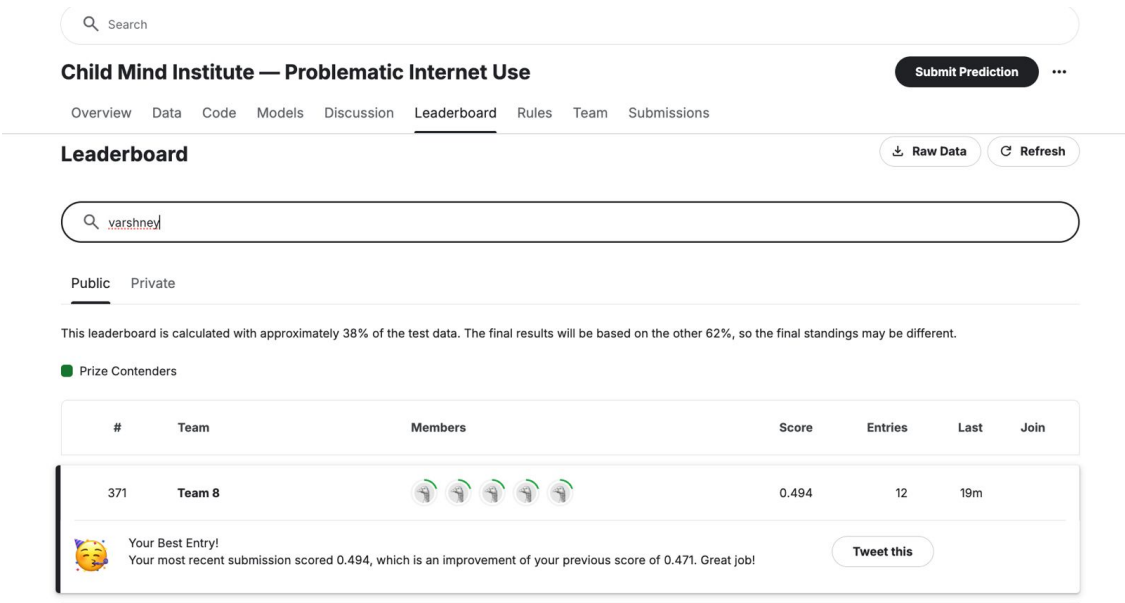 Search
Child Mind Institute — Problematic Internet Use
Submit Prediction
Overview Data Code Models Discussion Leaderboard Rules Team Submissions
Leaderboard
Raw Data Refresh
varshney
Public Private
This leaderboard is calculated with approximately 38% of the test data. The final results will be based on the other 62%, so the final standings may be different.
Prize Contenders
# Team Members Score Entries Last Join
371 Team 8 0.494 12 19m
Your Best Entry!
Your most recent submission scored 0.494, which is an improvement of your previous score of 0.471. Great job!
Tweet this